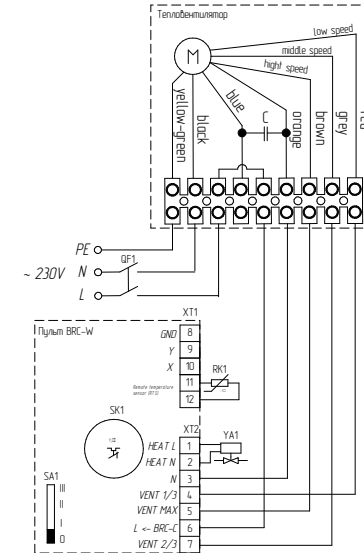 Тепловентилятор
low speed
middle speed
hight speed
M
yellow-green
black
blue
C
orange
brown
grey
red
PE
~ 230V N
QF1
L
XT1
Пульт BRC-W
GND 8
Y 9
X 10
11
RK1
Remote temperature
sensor (RTS)
12
SK1
XT2
YA1
HEAT L 1
HEAT N 2
N 3
SA1
III
II
I
0
VENT 1/3 4
VENT MAX 5
L <- BRC-C 6
VENT 2/3 7